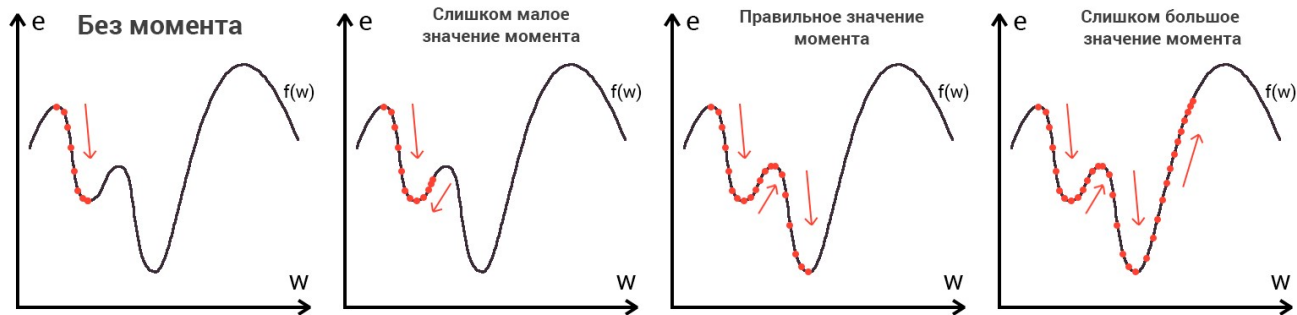 e
Без момента
f(w)
W
e
Слишком малое
значение момента
f(w)
W
e
Правильное значение
момента
f(w)
W
e
Слишком большое
значение момента
f(w)
W